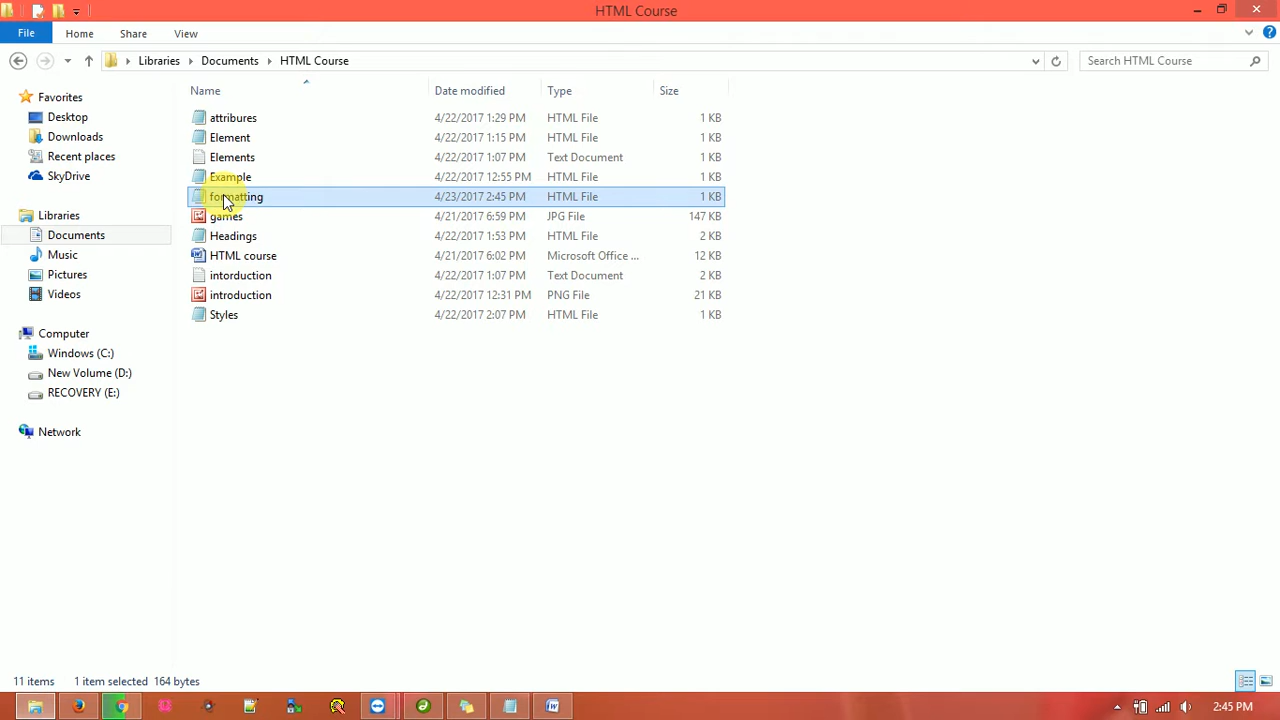 HTML Course
File Home Share View
Libraries Documents HTML Course Search HTML Course
Name Date modified Type Size
Favorites
Desktop
Downloads
Recent places
SkyDrive
Libraries
Documents
Music
Pictures
Videos
Computer
Windows (C:)
New Volume (D:)
RECOVERY (E:)
Network
attribures 4/22/2017 1:29 PM HTML File 1 KB
Element 4/22/2017 1:15 PM HTML File 1 KB
Elements 4/22/2017 1:07 PM Text Document 1 KB
Example 4/22/2017 12:55 PM HTML File 1 KB
formatting 4/23/2017 2:45 PM HTML File 1 KB
games 4/21/2017 6:59 PM JPG File 147 KB
Headings 4/22/2017 1:53 PM HTML File 2 KB
HTML course 4/21/2017 6:02 PM Microsoft Office ... 12 KB
intorduction 4/22/2017 1:07 PM Text Document 2 KB
introduction 4/22/2017 12:31 PM PNG File 21 KB
Styles 4/22/2017 2:07 PM HTML File 1 KB
11 items 1 item selected 164 bytes
2:45 PM